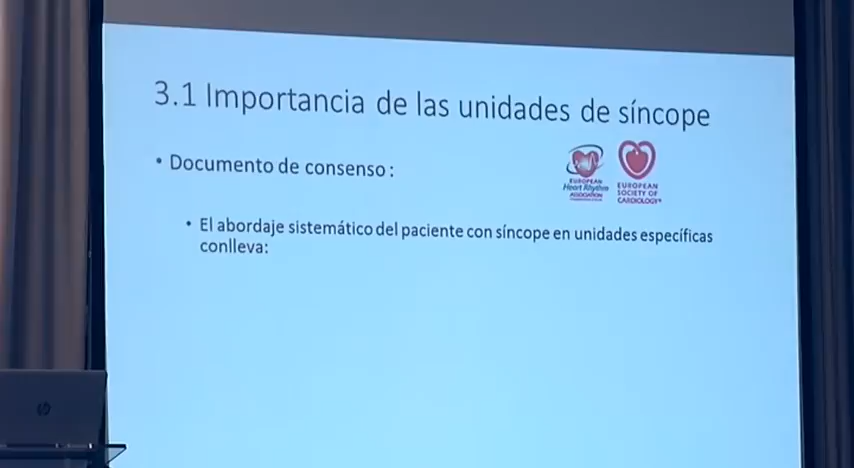 3.1 Importancia de las unidades de síncope
• Documento de consenso :
EUROPEAN
Heart Rhythm
ASSOCIATION
EUROPEAN
SOCIETY OF
CARDIOLOGY®
• El abordaje sistemático del paciente con síncope en unidades específicas
conlleva:
hp